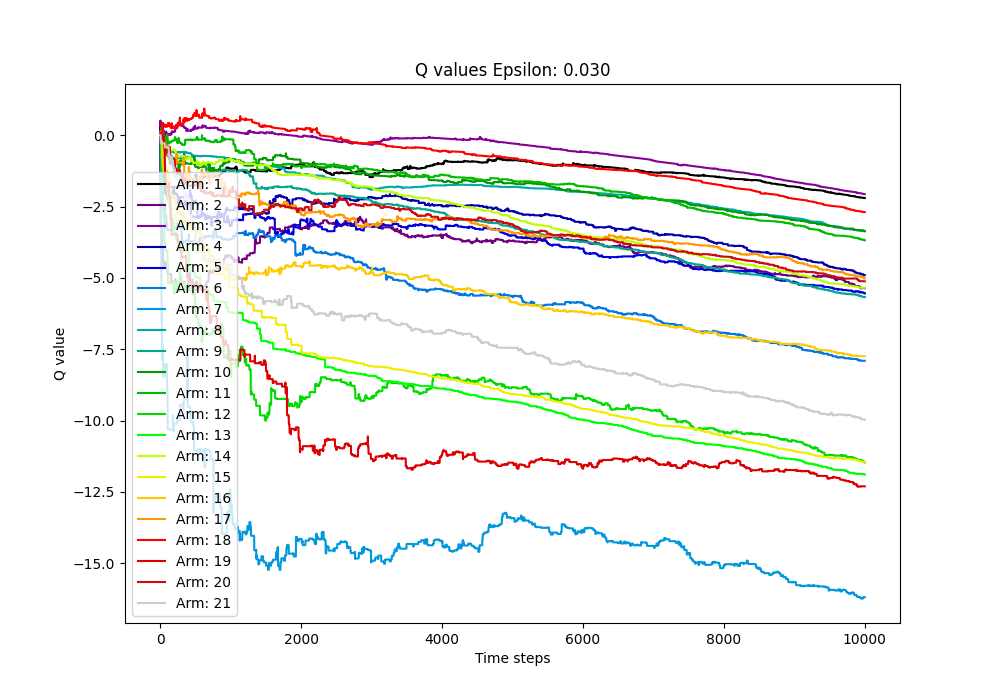 Q values Epsilon: 0.030
Q value
0.0
−2.5
−5.0
−7.5
−10.0
−12.5
−15.0
Arm: 1
Arm: 2
Arm: 3
Arm: 4
Arm: 5
Arm: 6
Arm: 7
Arm: 8
Arm: 9
Arm: 10
Arm: 11
Arm: 12
Arm: 13
Arm: 14
Arm: 15
Arm: 16
Arm: 17
Arm: 18
Arm: 19
Arm: 20
Arm: 21
0 2000 4000 6000 8000 10000
Time steps